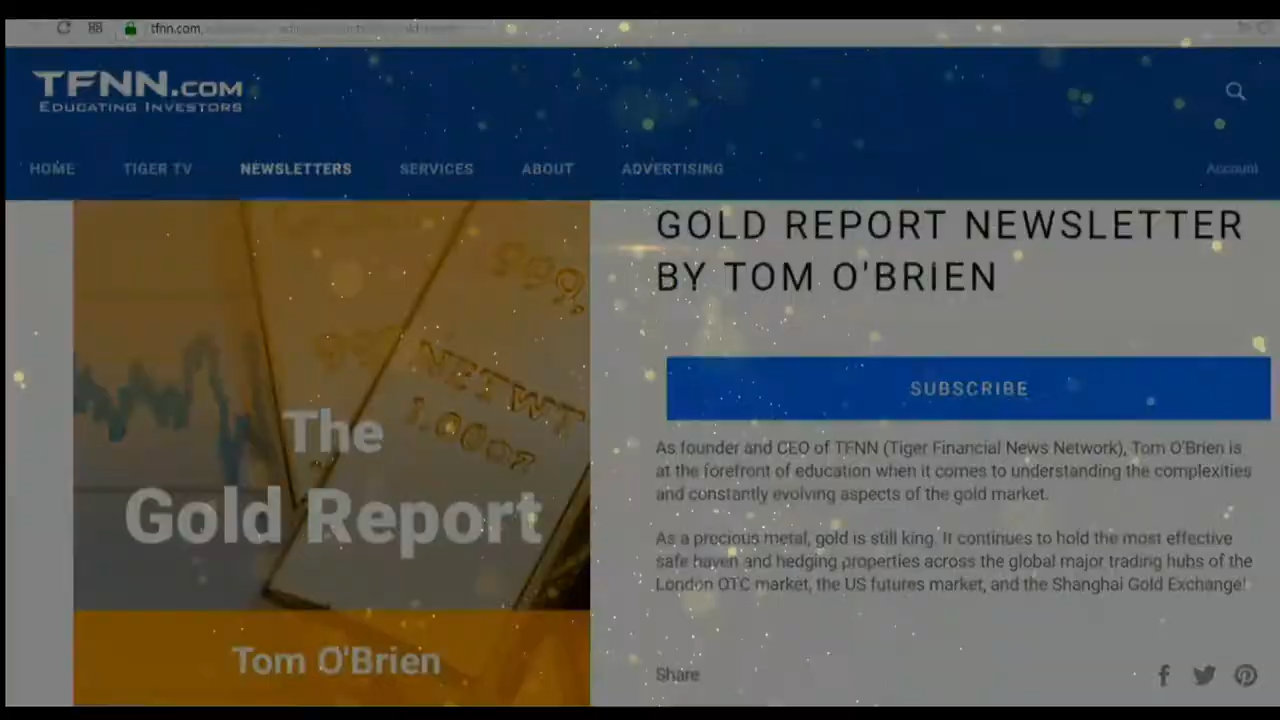 tfnn.com
TFNN.COM
EDUCATING INVESTORS
HOME TIGER TV NEWSLETTERS SERVICES ABOUT ADVERTISING Account
GOLD REPORT NEWSLETTER
BY TOM O'BRIEN
SUBSCRIBE
As founder and CEO of TFNN (Tiger Financial News Network), Tom O'Brien is
at the forefront of education when it comes to understanding the complexities
and constantly evolving aspects of the gold market.
As a precious metal, gold is still king. It continues to hold the most effective
safe haven and hedging properties across the global major trading hubs of the
London OTC market, the US futures market, and the Shanghai Gold Exchange!
Share
999,
NETWT
1.00oz
The
Gold Report
Tom O'Brien